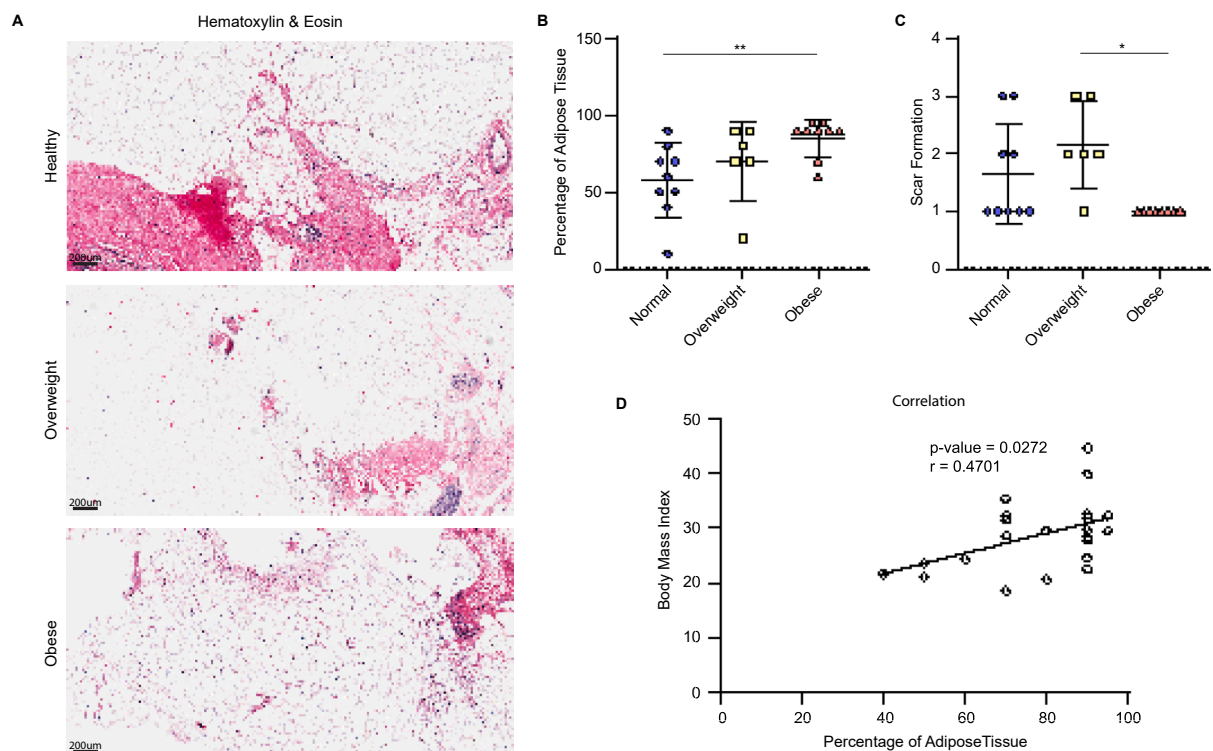 A
Hematoxylin & Eosin
Healthy
200um
Overweight
200um
Obese
200um
B
Percentage of Adipose Tissue
150
100
50
0
**
Normal
Overweight
Obese
C
Scar Formation
4
3
2
1
0
*
Normal
Overweight
Obese
D
Correlation
p-value = 0.0272
r = 0.4701
Body Mass Index
50
40
30
20
10
0
0 20 40 60 80 100
Percentage of AdiposeTissue